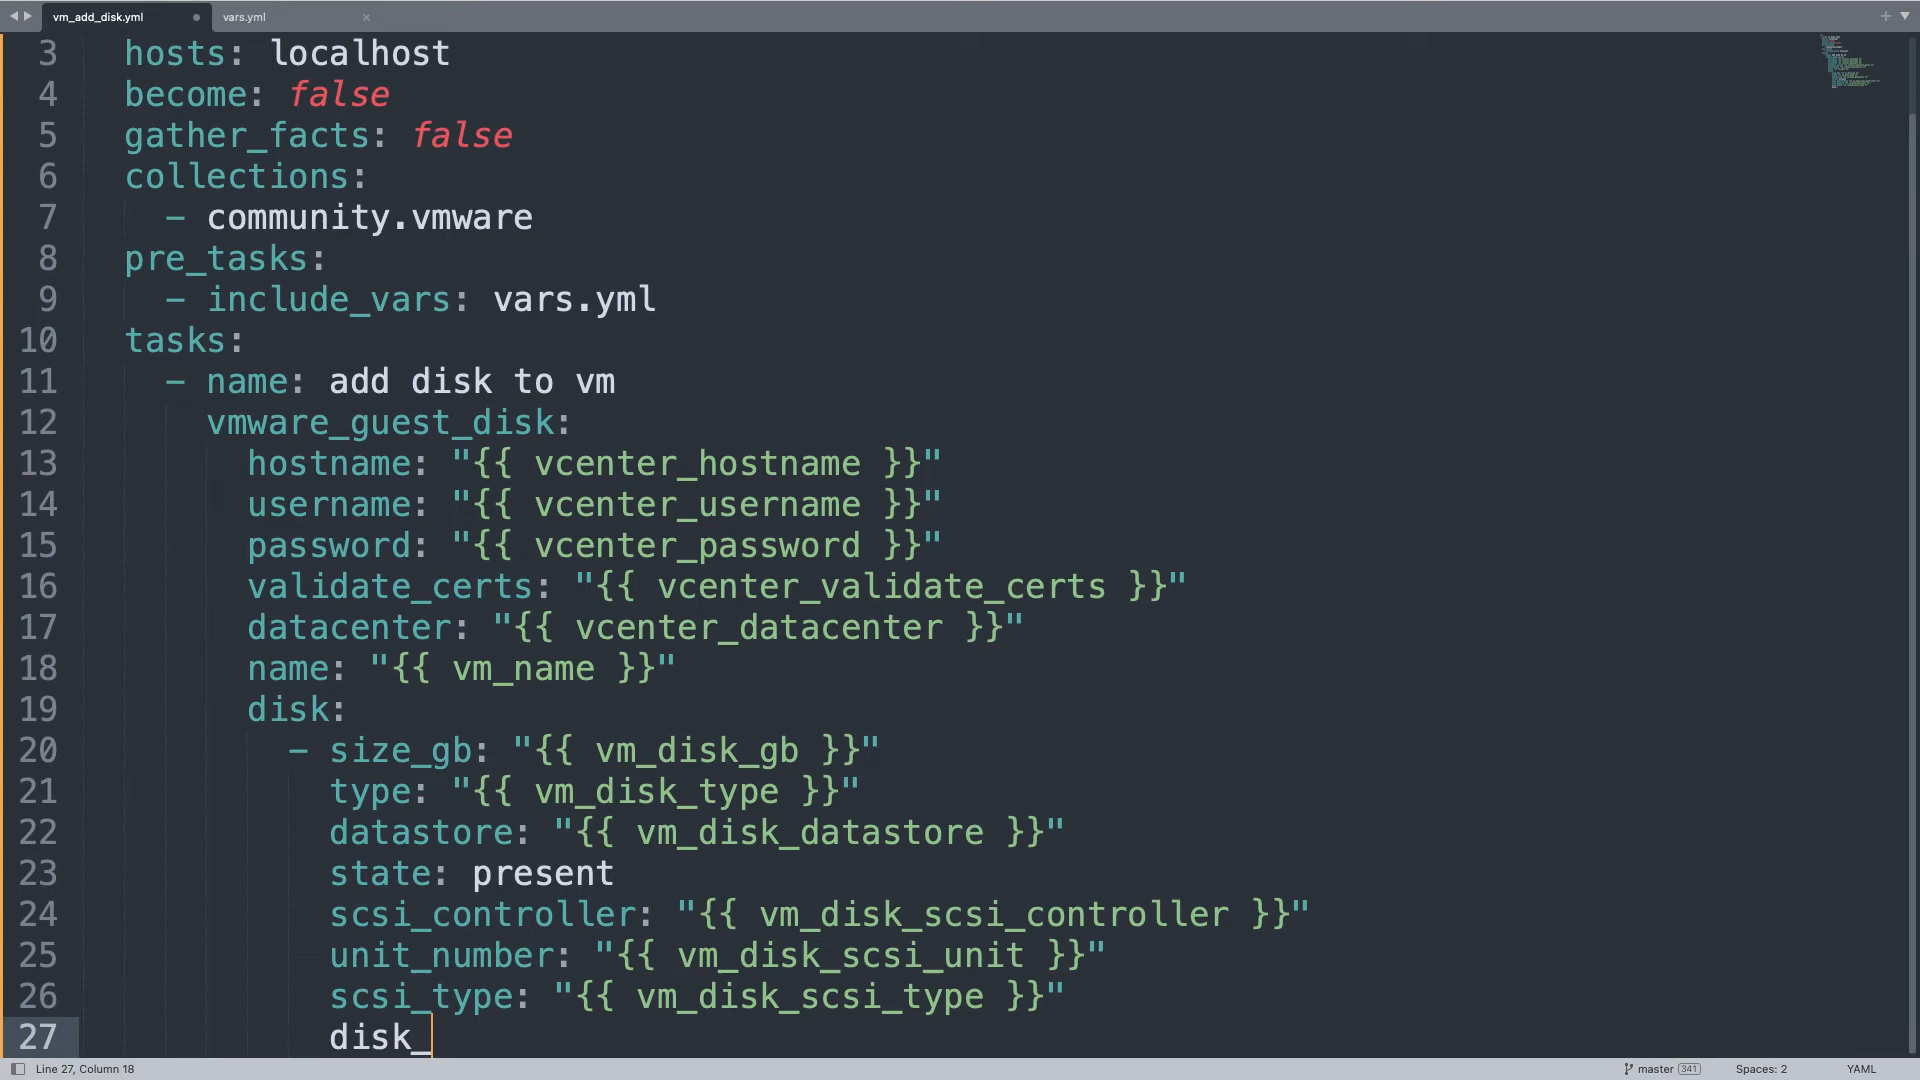 vm_add_disk.yml
vars.yml
3 hosts: localhost
4 become: false
5 gather_facts: false
6 collections:
7 - community.vmware
8 pre_tasks:
9 - include_vars: vars.yml
10 tasks:
11 - name: add disk to vm
12 vmware_guest_disk:
13 hostname: "{{ vcenter_hostname }}"
14 username: "{{ vcenter_username }}"
15 password: "{{ vcenter_password }}"
16 validate_certs: "{{ vcenter_validate_certs }}"
17 datacenter: "{{ vcenter_datacenter }}"
18 name: "{{ vm_name }}"
19 disk:
20 - size_gb: "{{ vm_disk_gb }}"
21 type: "{{ vm_disk_type }}"
22 datastore: "{{ vm_disk_datastore }}"
23 state: present
24 scsi_controller: "{{ vm_disk_scsi_controller }}"
25 unit_number: "{{ vm_disk_scsi_unit }}"
26 scsi_type: "{{ vm_disk_scsi_type }}"
27 disk_
Line 27, Column 18
master 341
Spaces: 2
YAML